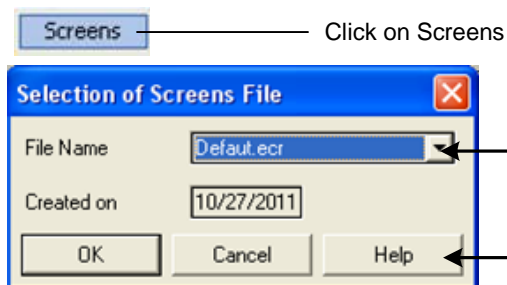 Screens Click on Screens
Selection of Screens File
File Name Defaut.ecr
Created on 10/27/2011
OK Cancel Help